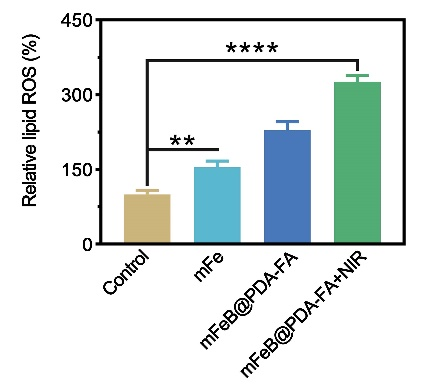 Relative lipid ROS (%)
450
300
150
0
****
**
Control
mFe
mFeB@PDA-FA
mFeB@PDA-FA+NIR